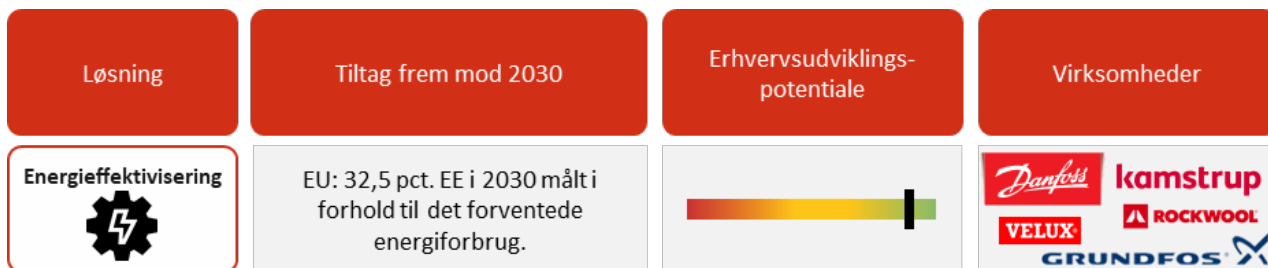 Løsning
Tiltag frem mod 2030
Erhvervsudviklings-
potentiale
Virksomheder
Energieffektivisering
EU: 32,5 pct. EE i 2030 målt i
forhold til det forventede
energiforbrug.
Danfoss
kamstrup
ROCKWOOL
VELUX
GRUNDFOS